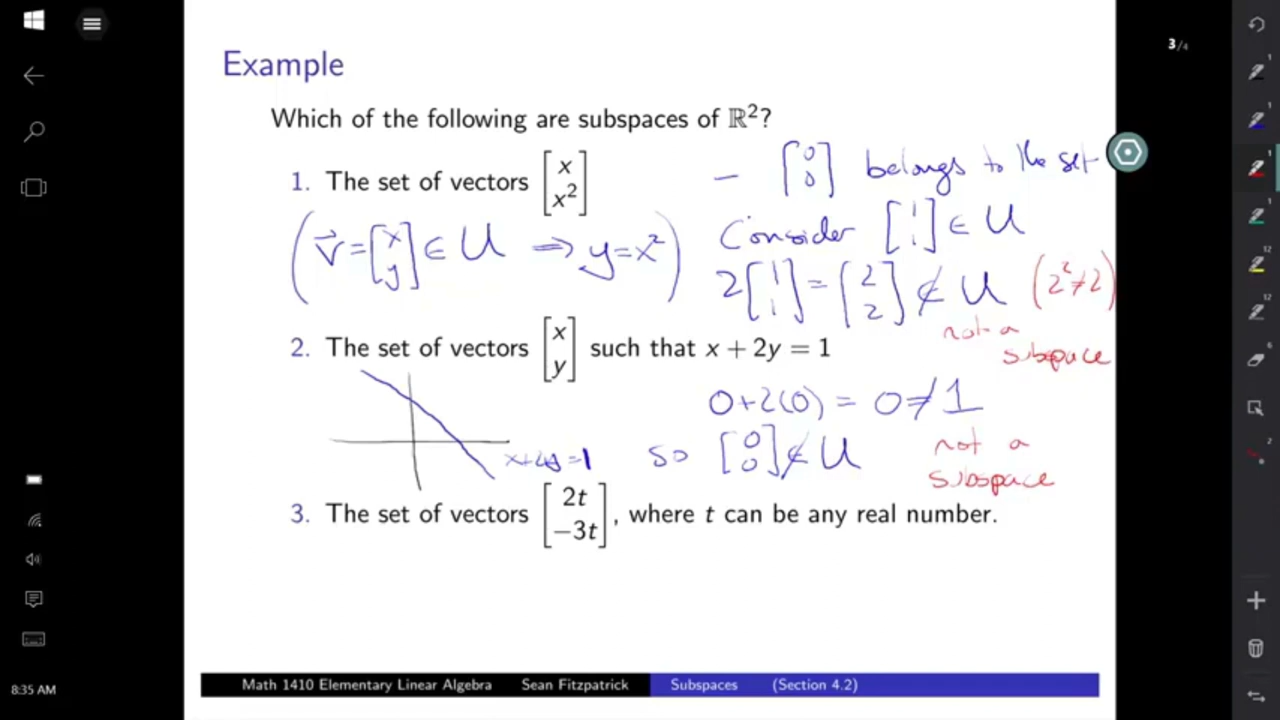 3/4
Example
Which of the following are subspaces of ℝ²?
1. The set of vectors [x x²]
– [0 0] belongs to the set
(v⃗ = [x y] ∈ U ⇒ y = x²)
Consider [1 1] ∈ U
2[1 1] = [2 2] ∉ U (2² ≠ 2)
not a
subspace
2. The set of vectors [x y] such that x + 2y = 1
0+2(0) = 0 ≠ 1
x+2y=1
so [0 0] ∉ U
not a
subspace
3. The set of vectors [2t −3t], where t can be any real number.
8:35 AM
Math 1410 Elementary Linear Algebra Sean Fitzpatrick Subspaces (Section 4.2)